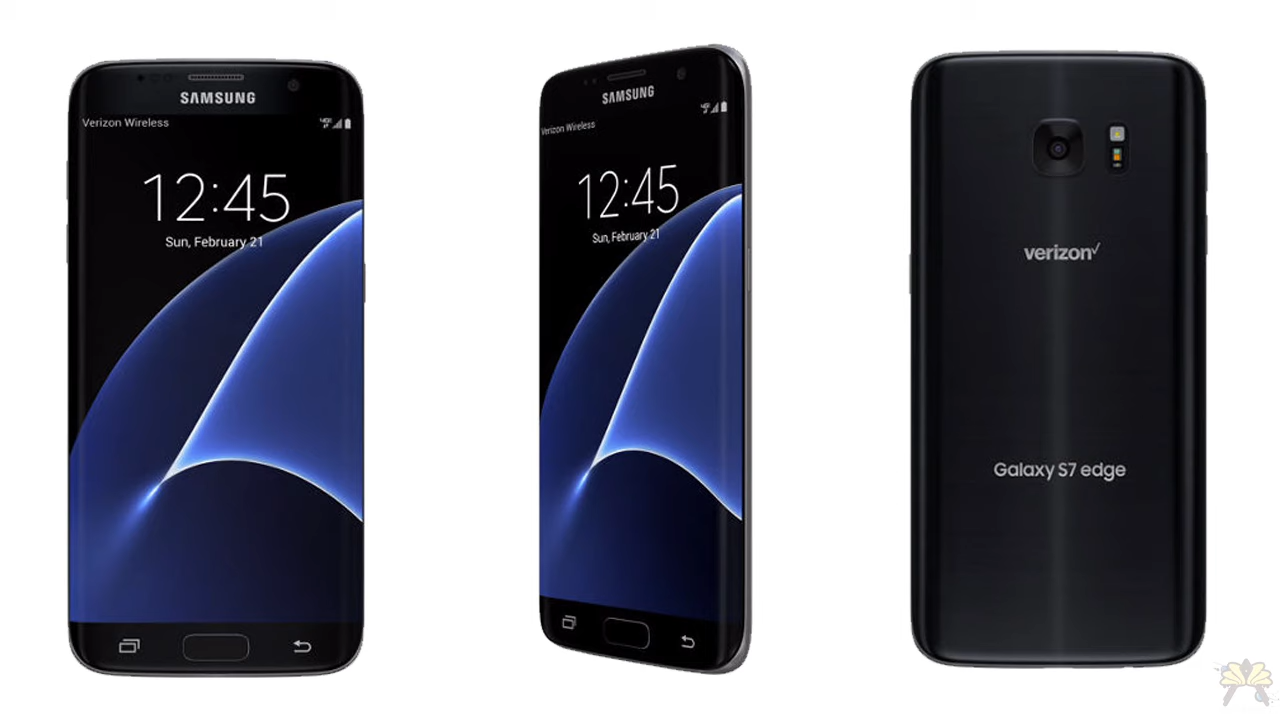 SAMSUNG
Verizon Wireless
12:45
Sun, February 21
SAMSUNG
Verizon Wireless
12:45
Sun, February 21
verizon✓
Galaxy S7 edge